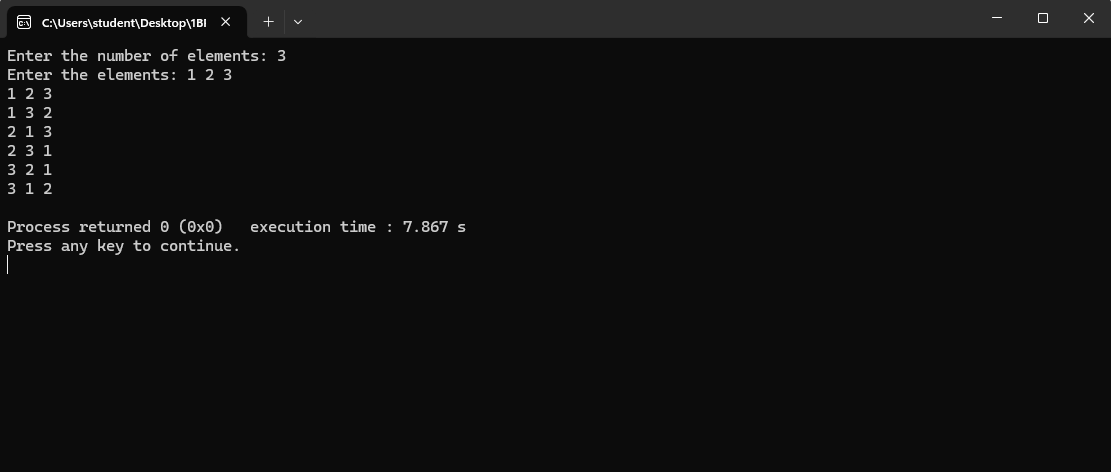 C:\Users\student\Desktop\1BI
Enter the number of elements: 3
Enter the elements: 1 2 3
1 2 3
1 3 2
2 1 3
2 3 1
3 2 1
3 1 2
Process returned 0 (0x0)   execution time : 7.867 s
Press any key to continue.